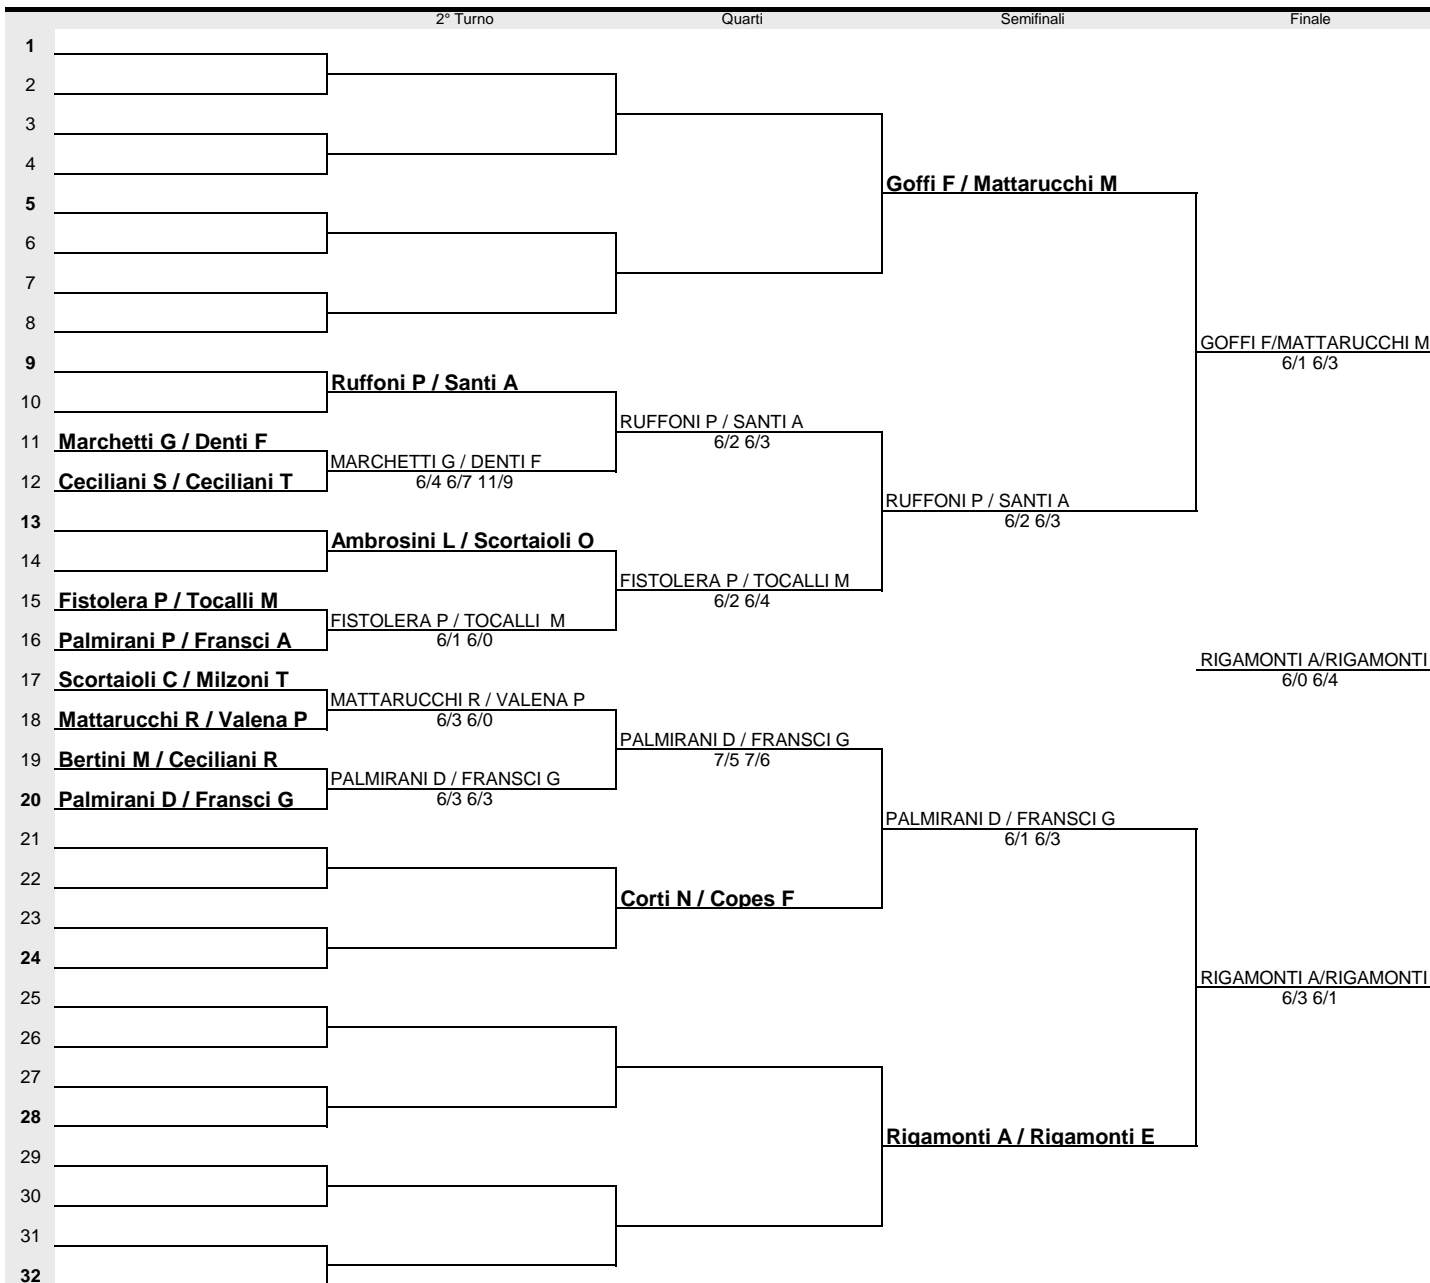 2° Turno Quarti Semifinali Finale
1
2
3
4
Goffi F / Mattarucchi M
5
6
7
8
GOFFI F/MATTARUCCHI M
9
6/1 6/3
Ruffoni P / Santi A
10
RUFFONI P / SANTI A
11 Marchetti G / Denti F
6/2 6/3
MARCHETTI G / DENTI F
12 Ceciliani S / Ceciliani T
6/4 6/7 11/9
RUFFONI P / SANTI A
13
6/2 6/3
Ambrosini L / Scortaioli O
14
FISTOLERA P / TOCALLI M
15 Fistolera P / Tocalli M
6/2 6/4
FISTOLERA P / TOCALLI M
16 Palmirani P / Fransci A
6/1 6/0
RIGAMONTI A/RIGAMONTI
17 Scortaioli C / Milzoni T
6/0 6/4
MATTARUCCHI R / VALENA P
18 Mattarucchi R / Valena P
6/3 6/0
PALMIRANI D / FRANSCI G
19 Bertini M / Ceciliani R
7/5 7/6
PALMIRANI D / FRANSCI G
20 Palmirani D / Fransci G
6/3 6/3
PALMIRANI D / FRANSCI G
21
6/1 6/3
22
Corti N / Copes F
23
24
RIGAMONTI A/RIGAMONTI
25
6/3 6/1
26
27
28
Rigamonti A / Rigamonti E
29
30
31
32